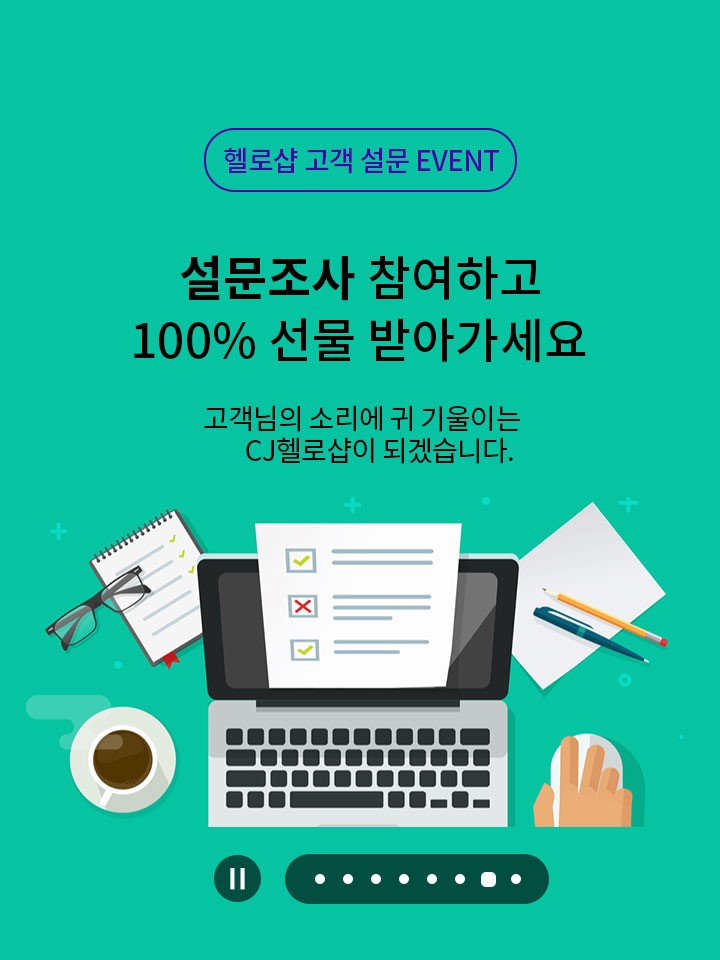 헬로샵 고객 설문 EVENT
설문조사 참여하고
100% 선물 받아가세요
고객님의 소리에 귀 기울이는
CJ헬로샵이 되겠습니다.